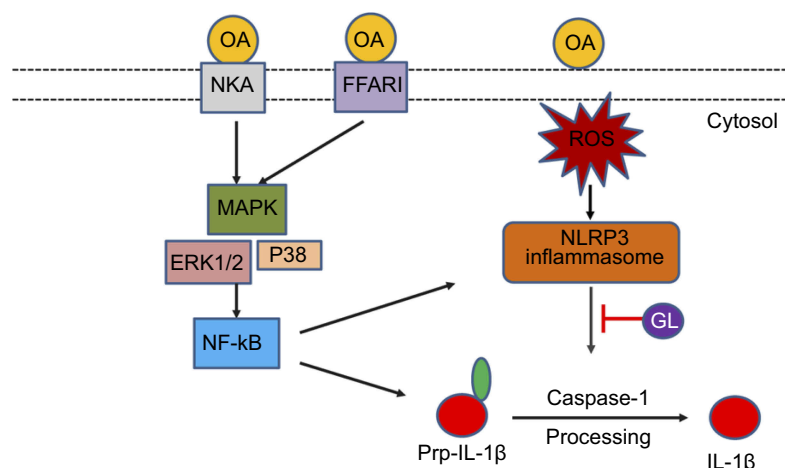 OA
OA
OA
NKA
FFARI
Cytosol
ROS
MAPK
ERK1/2
P38
NLRP3
inflammasome
NF-kB
GL
Caspase-1
Processing
Prp-IL-1β
IL-1β